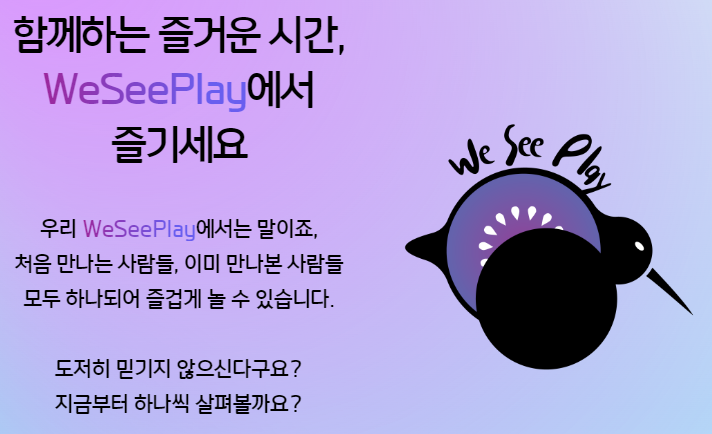 함께하는 즐거운 시간,
WeSeePlay에서
즐기세요
We See Play
우리 WeSeePlay에서는 말이죠,
처음 만나는 사람들, 이미 만나본 사람들
모두 하나되어 즐겁게 놀 수 있습니다.
도저히 믿기지 않으신다구요?
지금부터 하나씩 살펴볼까요?